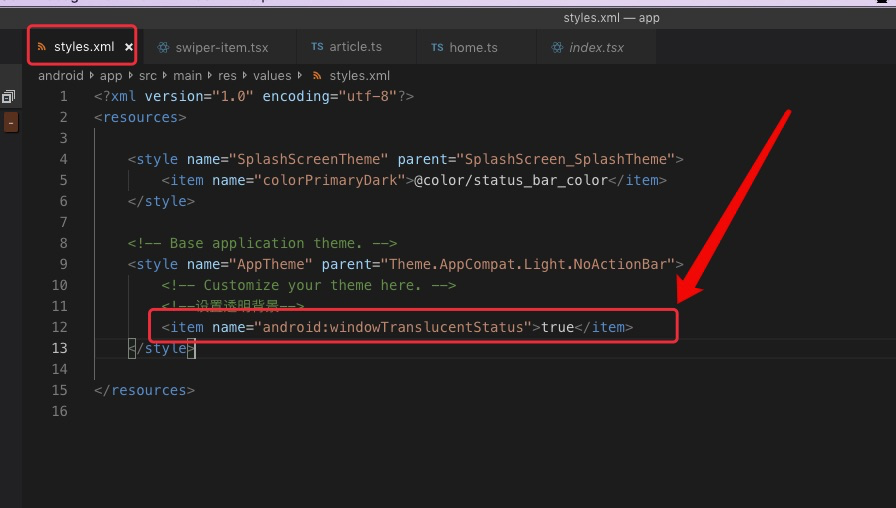 styles.xml — app
styles.xml × swiper-item.tsx TS article.ts TS home.ts index.tsx
android app src main res values styles.xml
1 <?xml version="1.0" encoding="utf-8"?>
2 <resources>
3
4 <style name="SplashScreenTheme" parent="SplashScreen_SplashTheme">
5 <item name="colorPrimaryDark">@color/status_bar_color</item>
6 </style>
7
8 <!-- Base application theme. -->
9 <style name="AppTheme" parent="Theme.AppCompat.Light.NoActionBar">
10 <!-- Customize your theme here. -->
11 <!--设置透明背景-->
12 <item name="android:windowTranslucentStatus">true</item>
13 </style>
14
15 </resources>
16